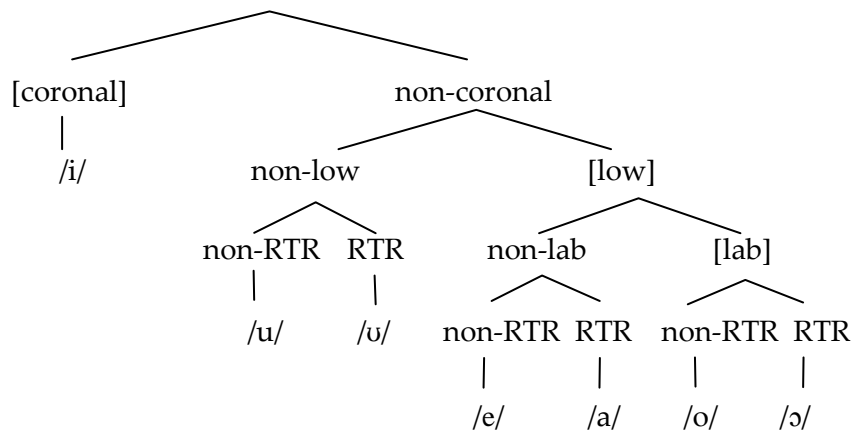 [coronal] non-coronal
/i/ non-low [low]
non-RTR RTR non-lab [lab]
/u/ /ʊ/ non-RTR RTR non-RTR RTR
/e/ /a/ /o/ /ɔ/